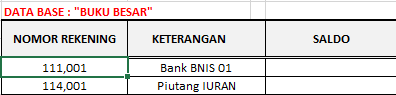 DATA BASE : "BUKU BESAR"
NOMOR REKENING KETERANGAN SALDO
111,001 Bank BNIS 01
114,001 Piutang IURAN